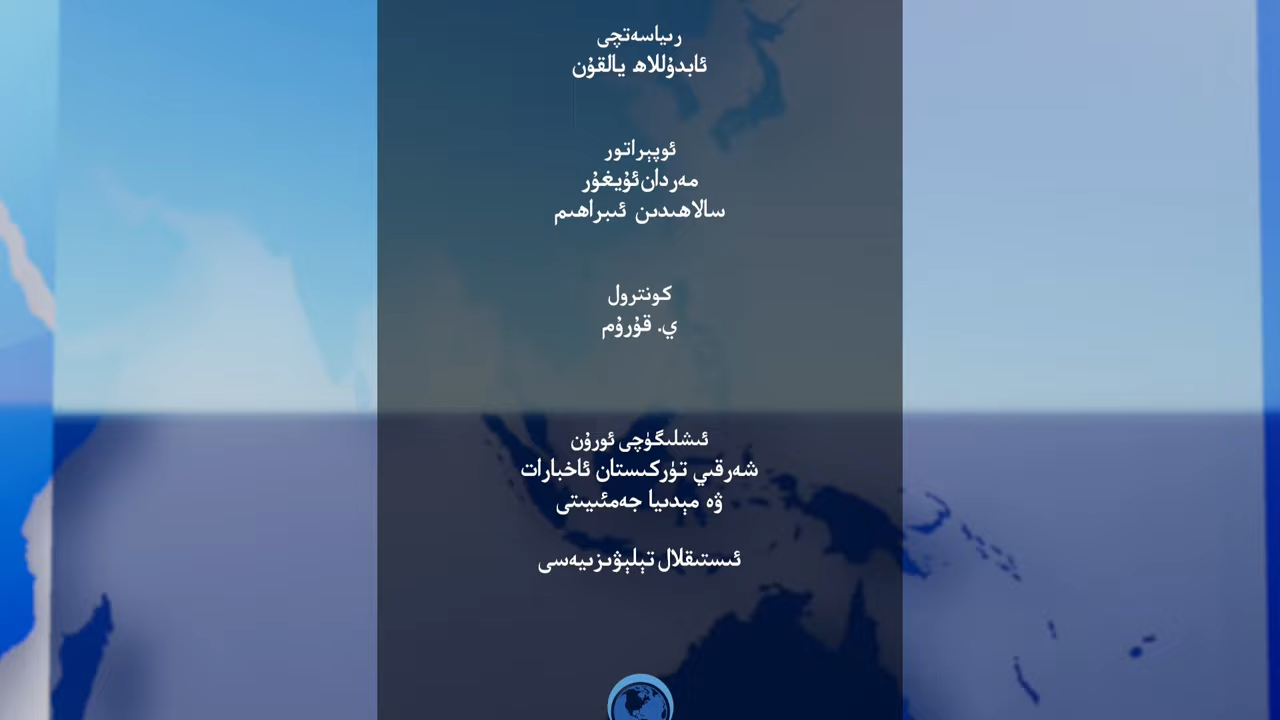 رىياسەتچى
ئابدۇللاھ يالقۇن
ئوپېراتور
مەردان ئۇيغۇر
سالاھىدىن ئىبراھىم
كونترول
ي. قۇرۇم
ئىشلىگۈچى ئورۇن
شەرقىي تۈركىستان ئاخبارات
ۋە مېدىيا جەمئىيىتى
ئىستىقلال تېلېۋىزىيەسى